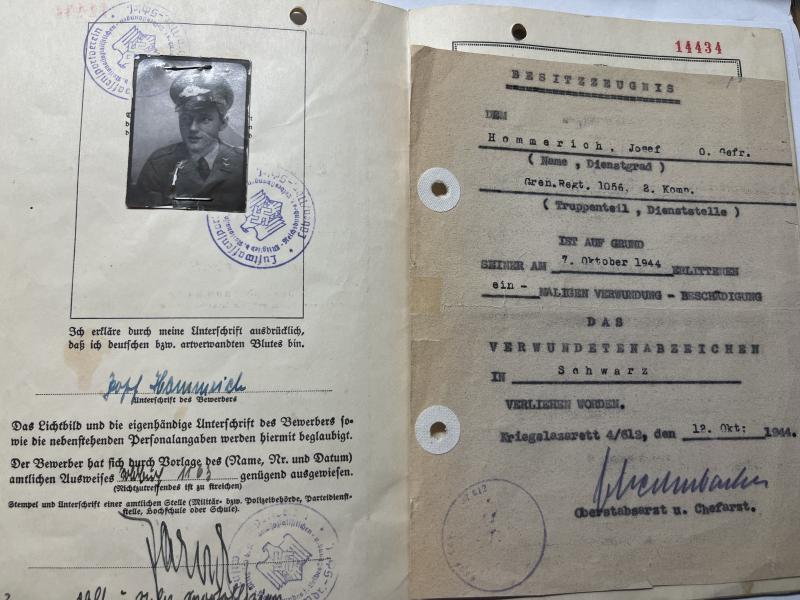 Ich erkläre durch meine Unterschrift ausdrücklich,
daß ich deutschen bzw. artverwandten Blutes bin.
Unterschrift des Bewerbers
Das Lichtbild und die eigenhändige Unterschrift des Bewerbers so-
wie die nebenstehenden Personalangaben werden hiermit beglaubigt.
Der Bewerber hat sich durch Vorlage des (Name, Nr. und Datum)
amtlichen Ausweises 1163 genügend ausgewiesen.
(Nichtzutreffendes ist zu streichen)
Stempel und Unterschrift einer amtlichen Stelle (Militär- bzw. Polizeibehörde, Parteidienst-
stelle, Hochschule oder Schule).
14434
BESITZZEUGNIS
DEM
Hommerich, Josef O. Gefr.
( Name , Dienstgrad )
Gren.Regt. 1056, 2. Komp.
( Truppenteil , Dienststelle )
IST AUF GRUND
SEINER AM 7. Oktober 1944 ERLITTENEN
ein - MALIGEN VERWUNDUNG - BESCHÄDIGUNG
DAS
VERWUNDETENABZEICHEN
IN Schwarz
VERLIEHEN WORDEN.
Kriegslazarett 4/612, den 12. Okt: 1944.
Oberstabsarzt u. Chefarzt.